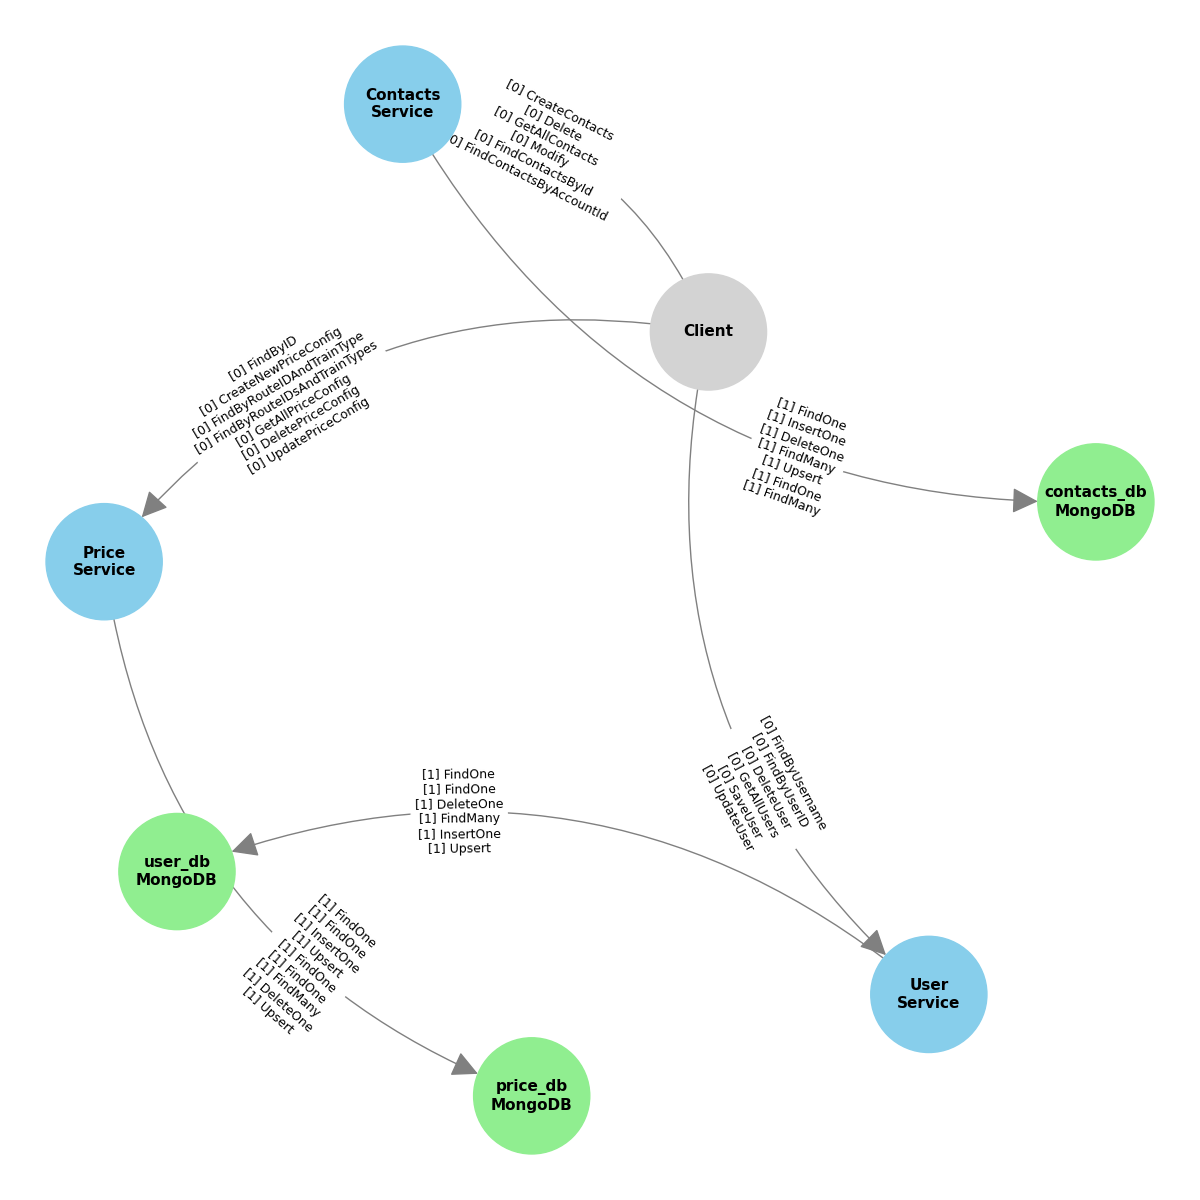 Contacts
Service
[0] CreateContacts
[0] Delete
[0] GetAllContacts
[0] Modify
[0] FindContactsById
0] FindContactsByAccountId
Client
[0] FindByID
[0] CreateNewPriceConfig
[0] FindByRouteIDAndTrainType
[0] FindByRouteIDsAndTrainTypes
[0] GetAllPriceConfig
[0] DeletePriceConfig
[0] UpdatePriceConfig
[1] FindOne
[1] InsertOne
[1] DeleteOne
[1] FindMany
[1] Upsert
[1] FindOne
[1] FindMany
contacts_db
MongoDB
Price
Service
[0] FindByUsername
[0] FindByUserID
[0] DeleteUser
[0] GetAllUsers
[0] SaveUser
[0] UpdateUser
[1] FindOne
[1] FindOne
[1] DeleteOne
[1] FindMany
[1] InsertOne
[1] Upsert
user_db
MongoDB
[1] FindOne
[1] FindOne
[1] InsertOne
[1] Upsert
[1] FindOne
[1] FindOne
[1] FindMany
[1] DeleteOne
[1] Upsert
User
Service
price_db
MongoDB